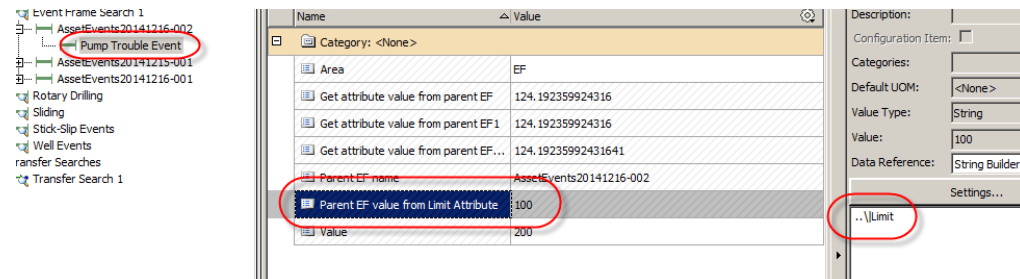 Event Frame Search 1
AssetEvents20141216-002
Pump Trouble Event
AssetEvents20141215-001
AssetEvents20141216-001
Rotary Drilling
Sliding
Stick-Slip Events
Well Events
ransfer Searches
Transfer Search 1
Name Value
Category: <None>
Area EF
Get attribute value from parent EF 124.192359924316
Get attribute value from parent EF1 124.192359924316
Get attribute value from parent EF... 124.19235992431641
Parent EF name AssetEvents20141216-002
Parent EF value from Limit Attribute 100
Value 200
Description:
Configuration Item:
Categories:
Default UOM: <None>
Value Type: String
Value: 100
Data Reference: String Builder
Settings...
..\|Limit